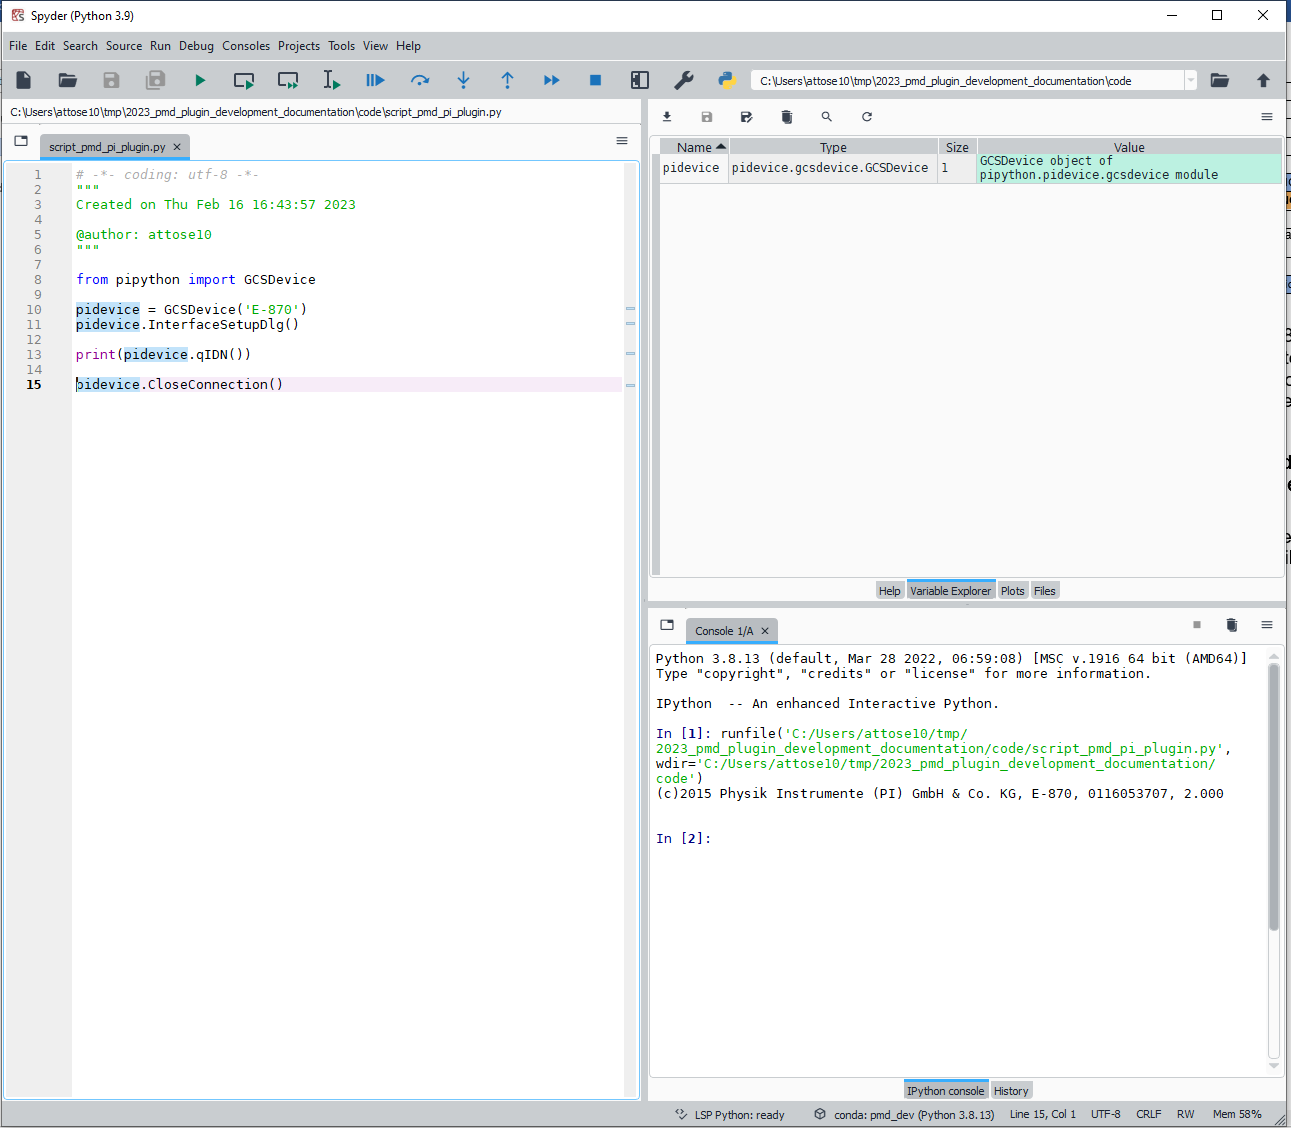 Spyder (Python 3.9)
File Edit Search Source Run Debug Consoles Projects Tools View Help
C:\Users\attose10\tmp\2023_pmd_plugin_development_documentation\code
C:\Users\attose10\tmp\2023_pmd_plugin_development_documentation\code\script_pmd_pi_plugin.py
script_pmd_pi_plugin.py
1 # -*- coding: utf-8 -*-
2 """
3 Created on Thu Feb 16 16:43:57 2023
4
5 @author: attose10
6 """
7
8 from pipython import GCSDevice
9
10 pidevice = GCSDevice('E-870')
11 pidevice.InterfaceSetupDlg()
12
13 print(pidevice.qIDN())
14
15 pidevice.CloseConnection()
Name Type Size Value
pidevice pidevice.gcsdevice.GCSDevice 1 GCSDevice object of
pipython.pidevice.gcsdevice module
Help Variable Explorer Plots Files
Console 1/A
Python 3.8.13 (default, Mar 28 2022, 06:59:08) [MSC v.1916 64 bit (AMD64)]
Type "copyright", "credits" or "license" for more information.
IPython -- An enhanced Interactive Python.
In [1]: runfile('C:/Users/attose10/tmp/
2023_pmd_plugin_development_documentation/code/script_pmd_pi_plugin.py',
wdir='C:/Users/attose10/tmp/2023_pmd_plugin_development_documentation/
code')
(c)2015 Physik Instrumente (PI) GmbH & Co. KG, E-870, 0116053707, 2.000
In [2]:
IPython console History
LSP Python: ready conda: pmd_dev (Python 3.8.13) Line 15, Col 1 UTF-8 CRLF RW Mem 58%